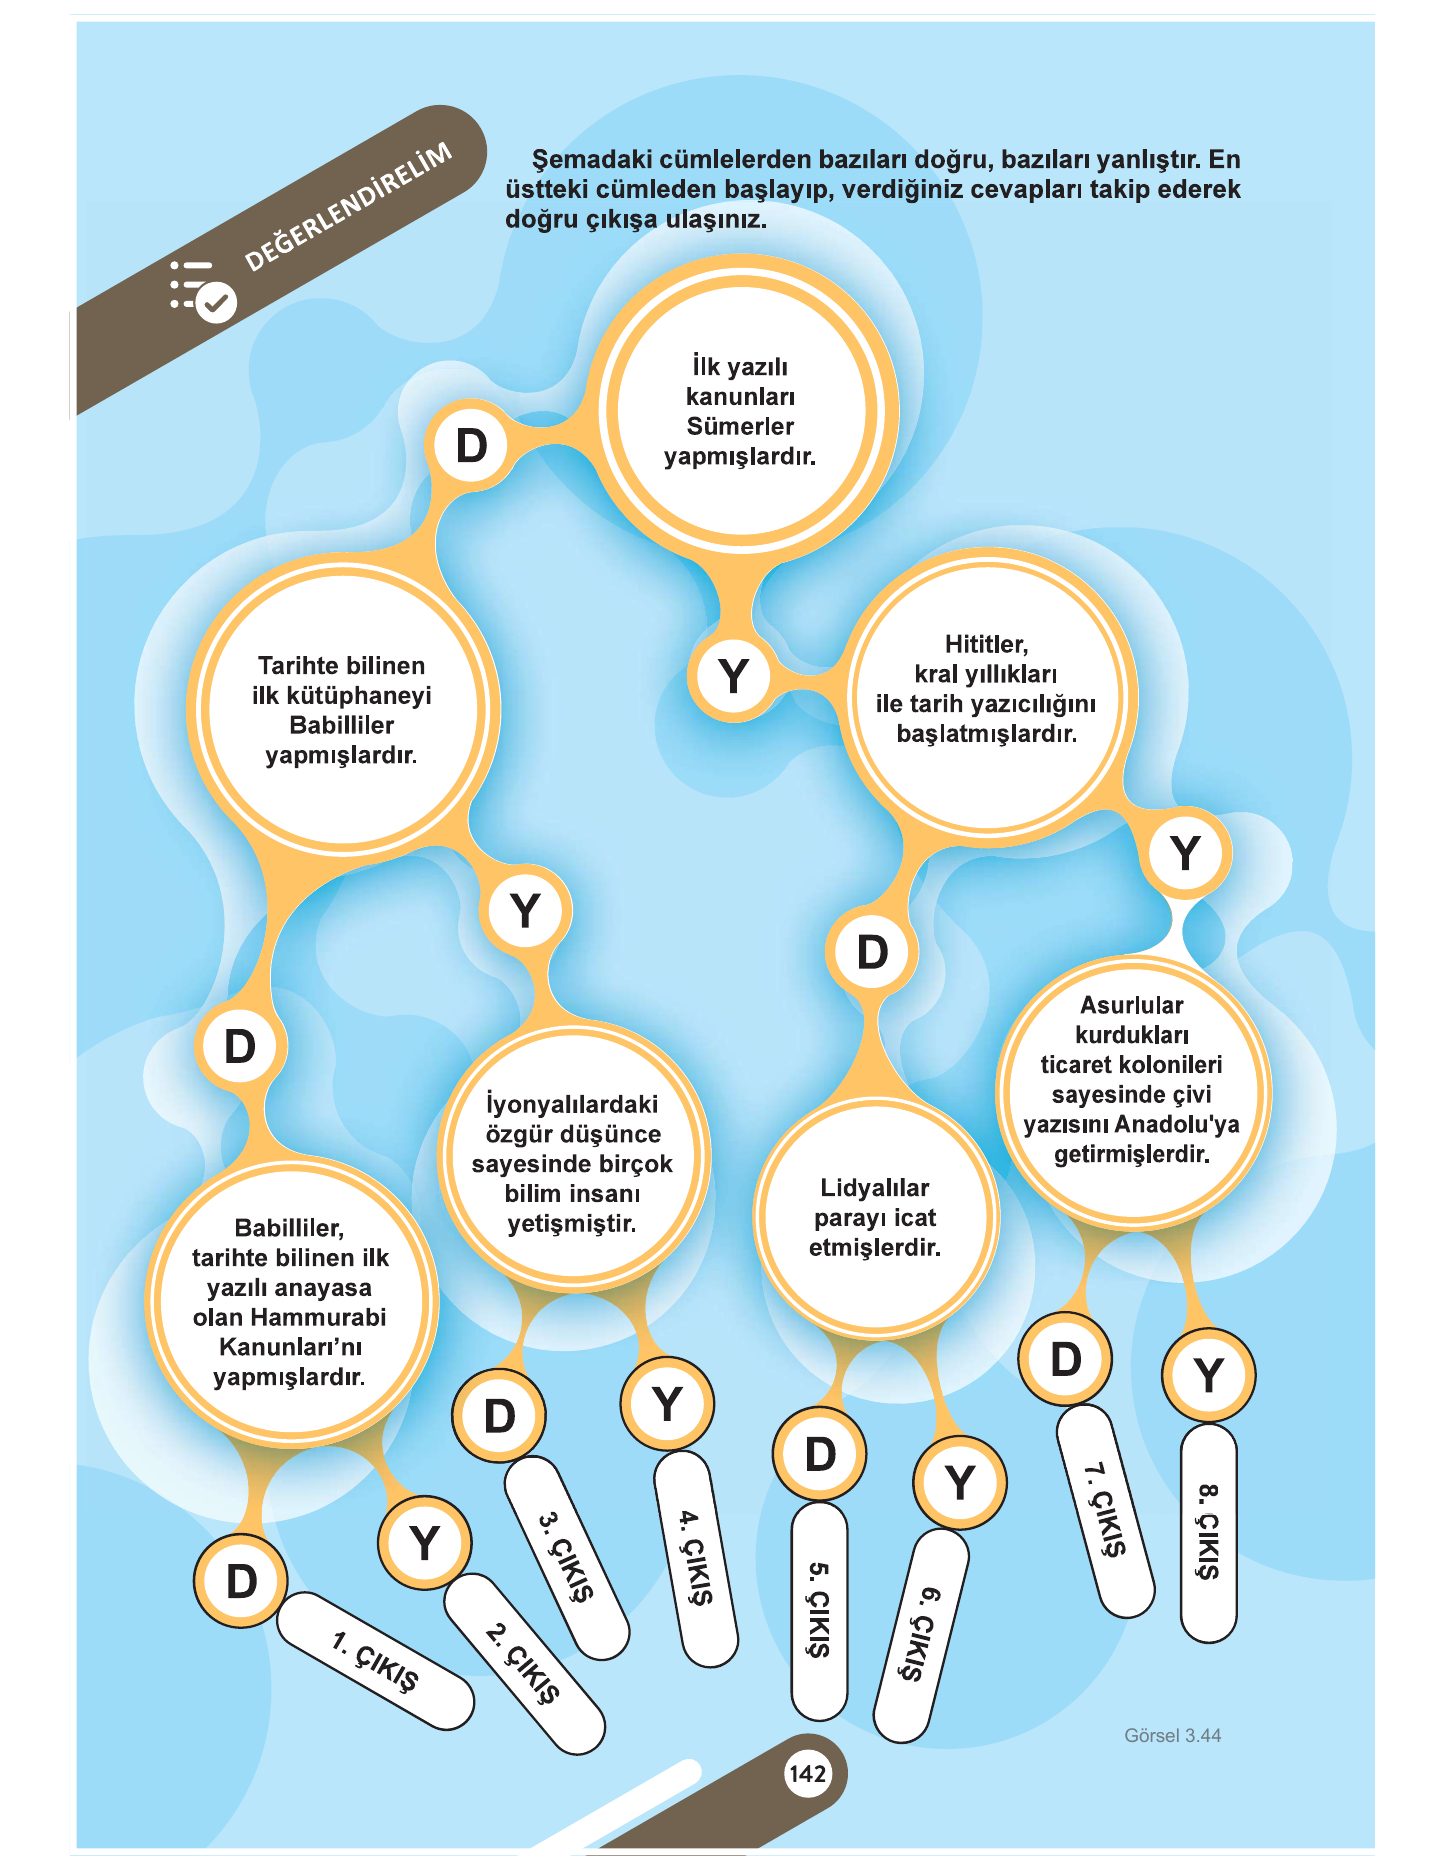 DEĞERLENDİRELİM
Şemadaki cümlelerden bazıları doğru, bazıları yanlıştır. En
üstteki cümleden başlayıp, verdiğiniz cevapları takip ederek
doğru çıkışa ulaşınız.
İlk yazılı
kanunları
Sümerler
yapmışlardır.
D
Y
Tarihte bilinen
ilk kütüphaneyi
Babilliler
yapmışlardır.
Hititler,
kral yıllıkları
ile tarih yazıcılığını
başlatmışlardır.
D
Y
D
Y
Babilliler,
tarihte bilinen ilk
yazılı anayasa
olan Hammurabi
Kanunları’nı
yapmışlardır.
İyonyalılardaki
özgür düşünce
sayesinde birçok
bilim insanı
yetişmiştir.
Lidyalılar
parayı icat
etmişlerdir.
Asurlular
kurdukları
ticaret kolonileri
sayesinde çivi
yazısını Anadolu'ya
getirmişlerdir.
D
Y
D
Y
D
Y
D
Y
1. ÇIKIŞ
2. ÇIKIŞ
3. ÇIKIŞ
4. ÇIKIŞ
5. ÇIKIŞ
6. ÇIKIŞ
7. ÇIKIŞ
8. ÇIKIŞ
Görsel 3.44
142